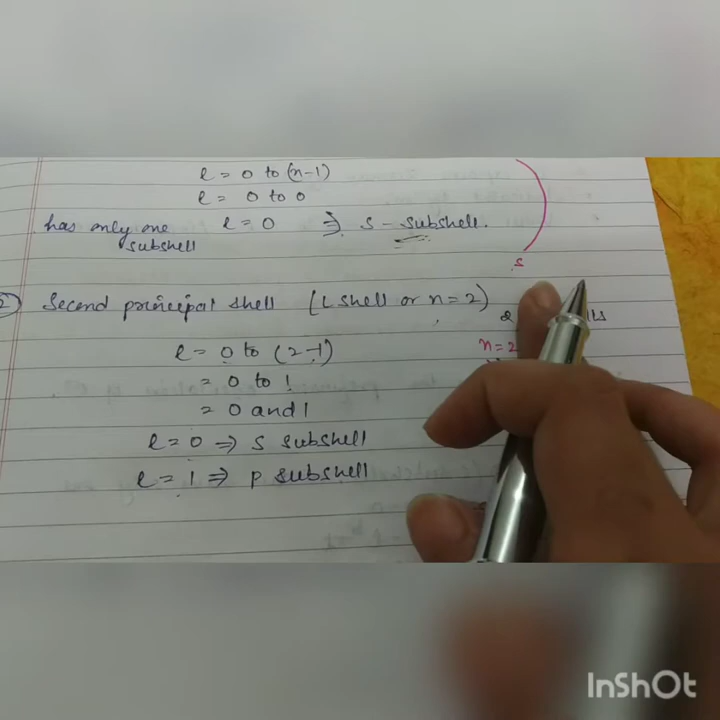 l = 0 to (n-1)
l = 0 to 0
has only one l = 0 ⇒ s - subshell.
subshell
s
2 Second principal shell (L shell or n = 2)
l = 0 to (2-1)
n = 2
= 0 to 1
= 0 and 1
l = 0 ⇒ s subshell
l = 1 ⇒ p subshell
InShOt